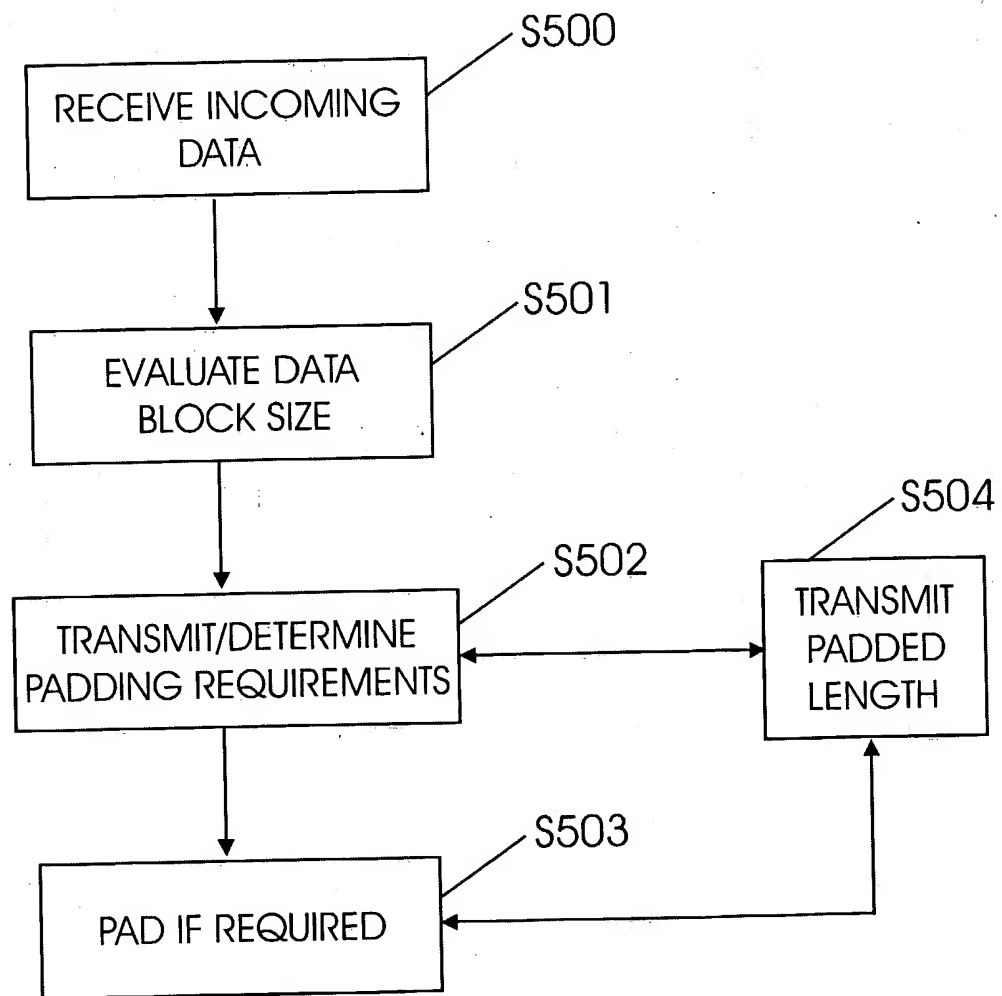 S500
RECEIVE INCOMING
DATA
S501
EVALUATE DATA
BLOCK SIZE
S502
TRANSMIT/DETERMINE
PADDING REQUIREMENTS
S504
TRANSMIT
PADDED
LENGTH
S503
PAD IF REQUIRED